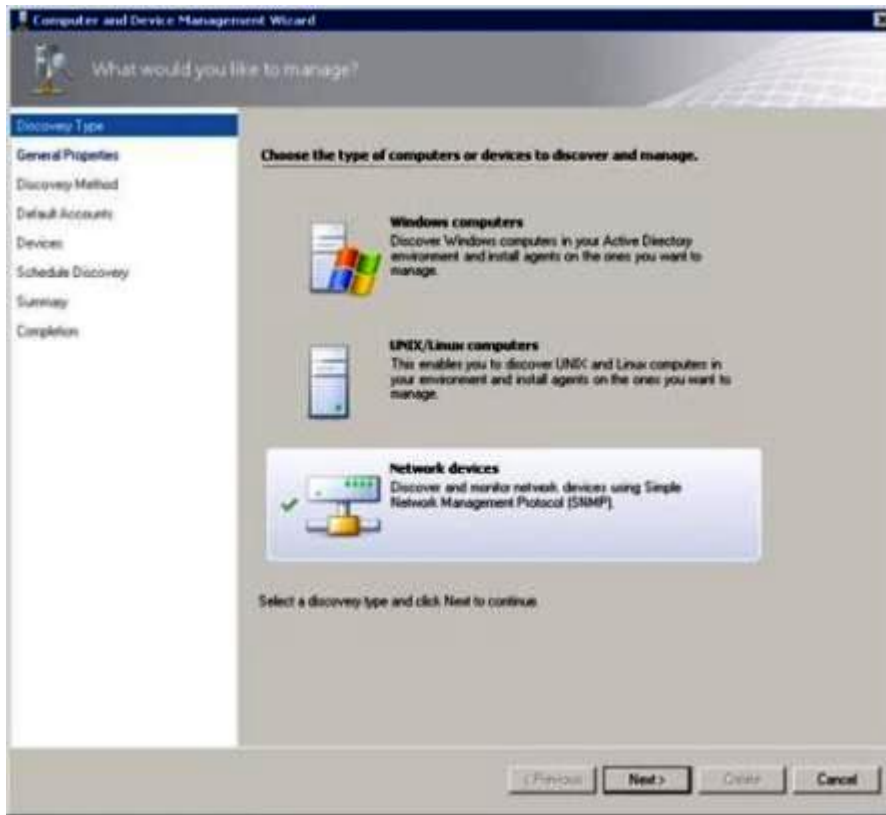 Computer and Device Management Wizard
What would you like to manage?
Discovery Type
General Properties
Discovery Method
Default Accounts
Devices
Schedule Discovery
Summary
Completion
Choose the type of computers or devices to discover and manage.
Windows computers
Discover Windows computers in your Active Directory
environment and install agents on the ones you want to
manage.
UNIX/Linux computers
This enables you to discover UNIX and Linux computers in
your environment and install agents on the ones you want to
manage.
Network devices
Discover and monitor network devices using Simple
Network Management Protocol (SNMP).
Select a discovery type and click Next to continue
< Previous
Next >
Create
Cancel